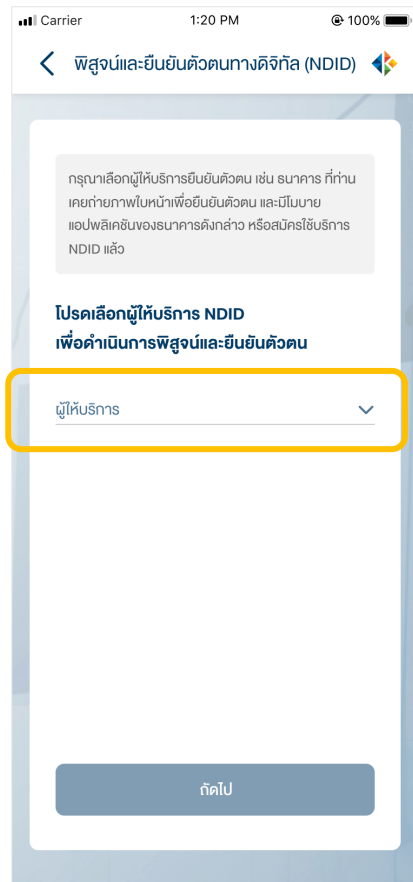 Carrier 1:20 PM 100%
พิสูจน์และยืนยันตัวตนทางดิจิทัล (NDID)
กรุณาเลือกผู้ให้บริการยืนยันตัวตน เช่น ธนาคาร ที่ท่าน
เคยถ่ายภาพใบหน้าเพื่อยืนยันตัวตน และมีโมบาย
แอปพลิเคชันของธนาคารดังกล่าว หรือสมัครใช้บริการ
NDID แล้ว
โปรดเลือกผู้ให้บริการ NDID
เพื่อดำเนินการพิสูจน์และยืนยันตัวตน
ผู้ให้บริการ
ถัดไป